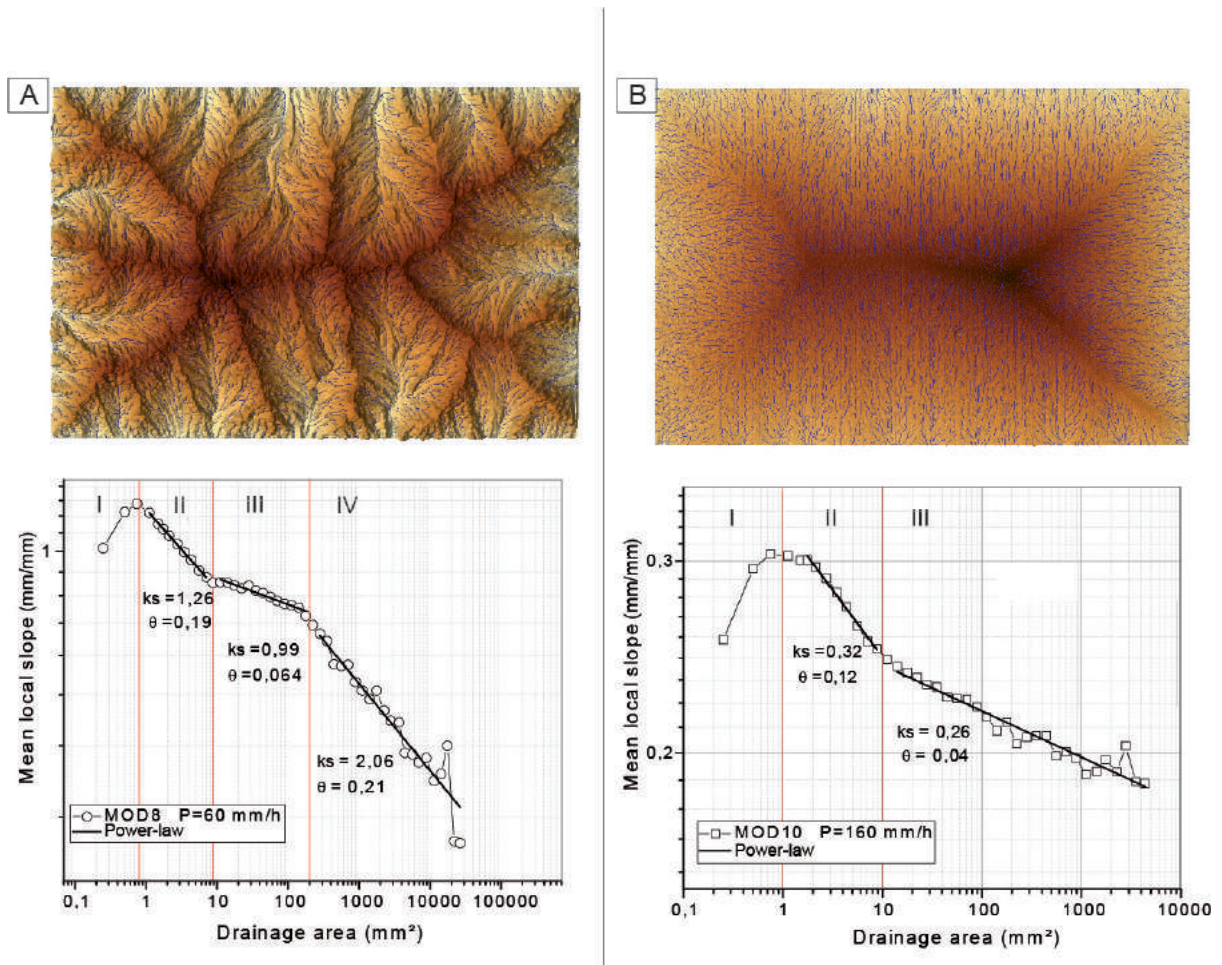 A
I II III IV
1
ks =1,26
θ =0,19
ks =0,99
θ =0,064
ks =2,06
θ =0,21
MOD8 P=60 mm/h
Power-law
Mean local slope (mm/mm)
0,1 1 10 100 1000 10000 100000
Drainage area (mm²)
B
I II III
0,3
ks =0,32
θ =0,12
ks =0,26
θ =0,04
0,2
MOD10 P=160 mm/h
Power-law
Mean local slope (mm/mm)
0,1 1 10 100 1000 10000
Drainage area (mm²)